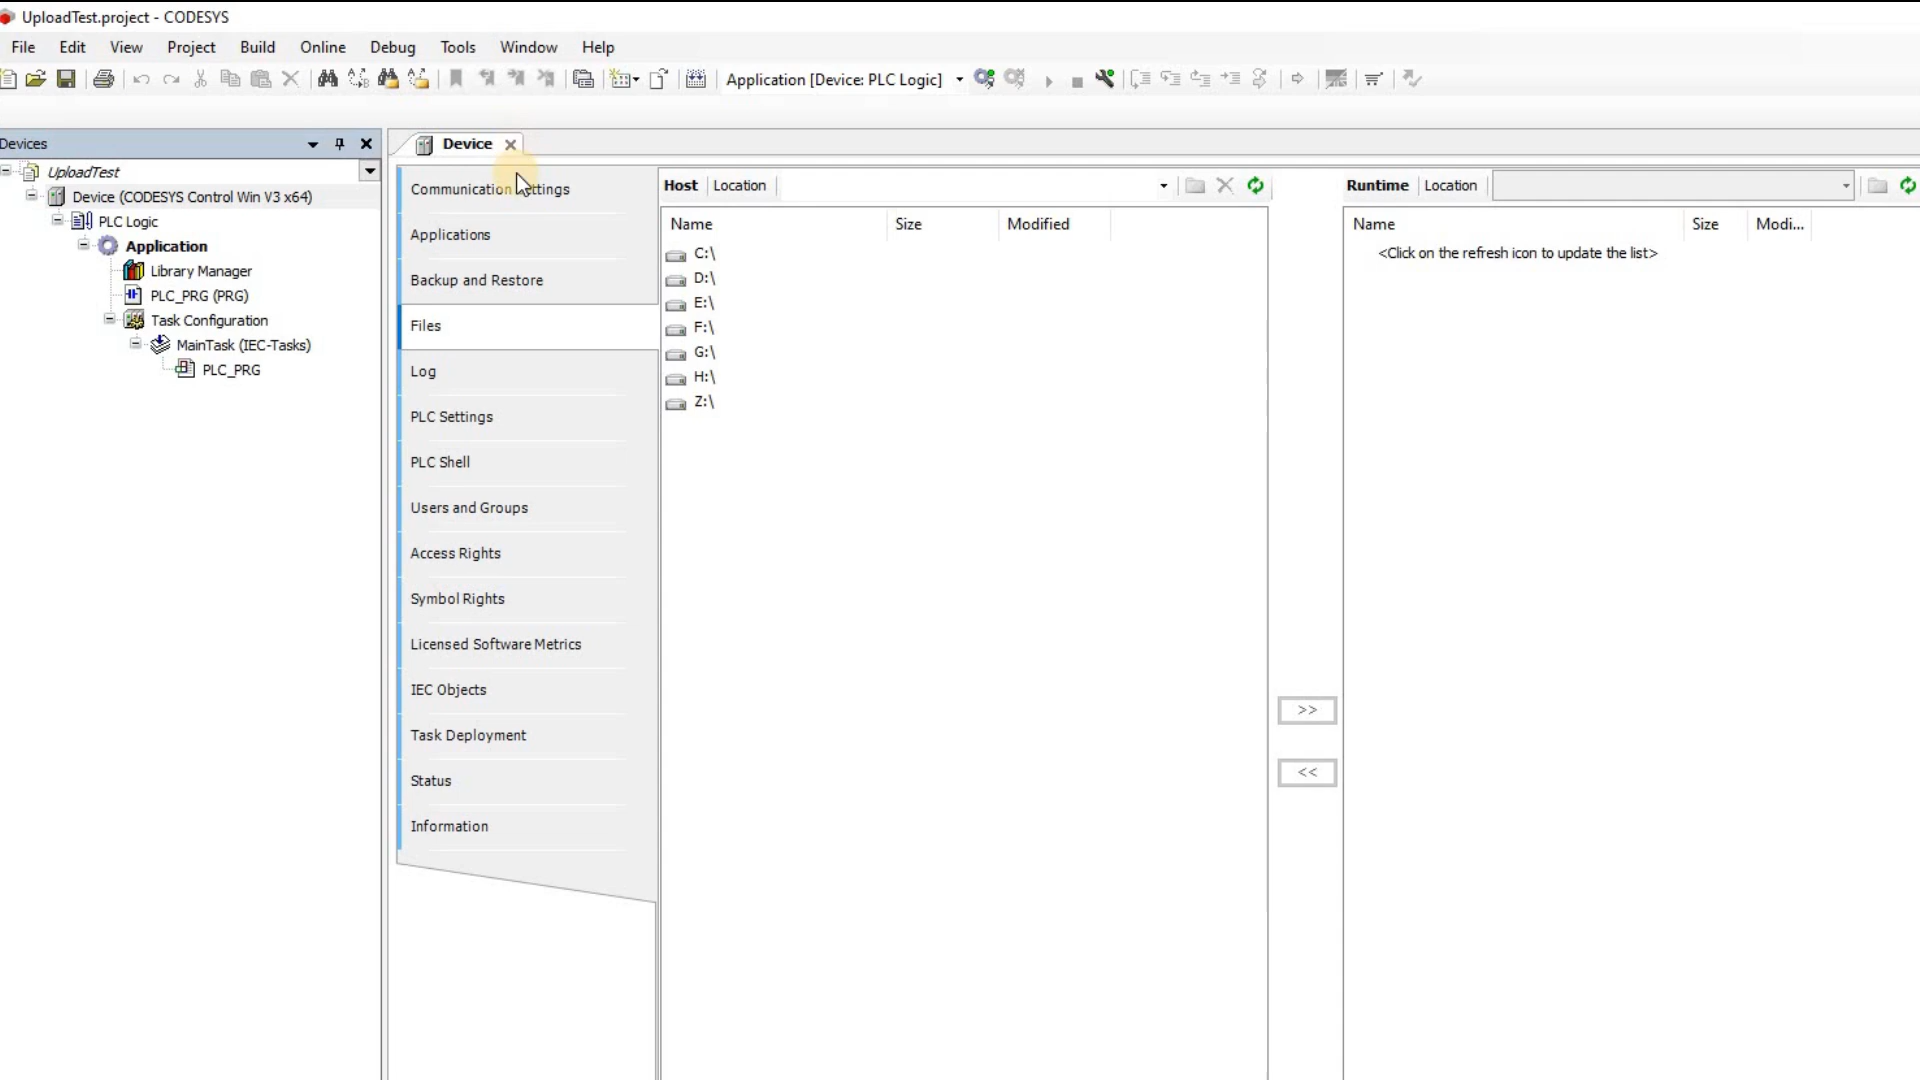 UploadTest.project - CODESYS
File Edit View Project Build Online Debug Tools Window Help
Application [Device: PLC Logic]
Devices
UploadTest
Device (CODESYS Control Win V3 x64)
PLC Logic
Application
Library Manager
PLC_PRG (PRG)
Task Configuration
MainTask (IEC-Tasks)
PLC_PRG
Device
Communication
Applications
Backup and Restore
Files
Log
PLC Settings
PLC Shell
Users and Groups
Access Rights
Symbol Rights
Licensed Software Metrics
IEC Objects
Task Deployment
Status
Information
Host Location
Name Size Modified
C:\
D:\
E:\
F:\
G:\
H:\
Z:\
>>
<<
Runtime Location
Name Size Modi...
<Click on the refresh icon to update the list>